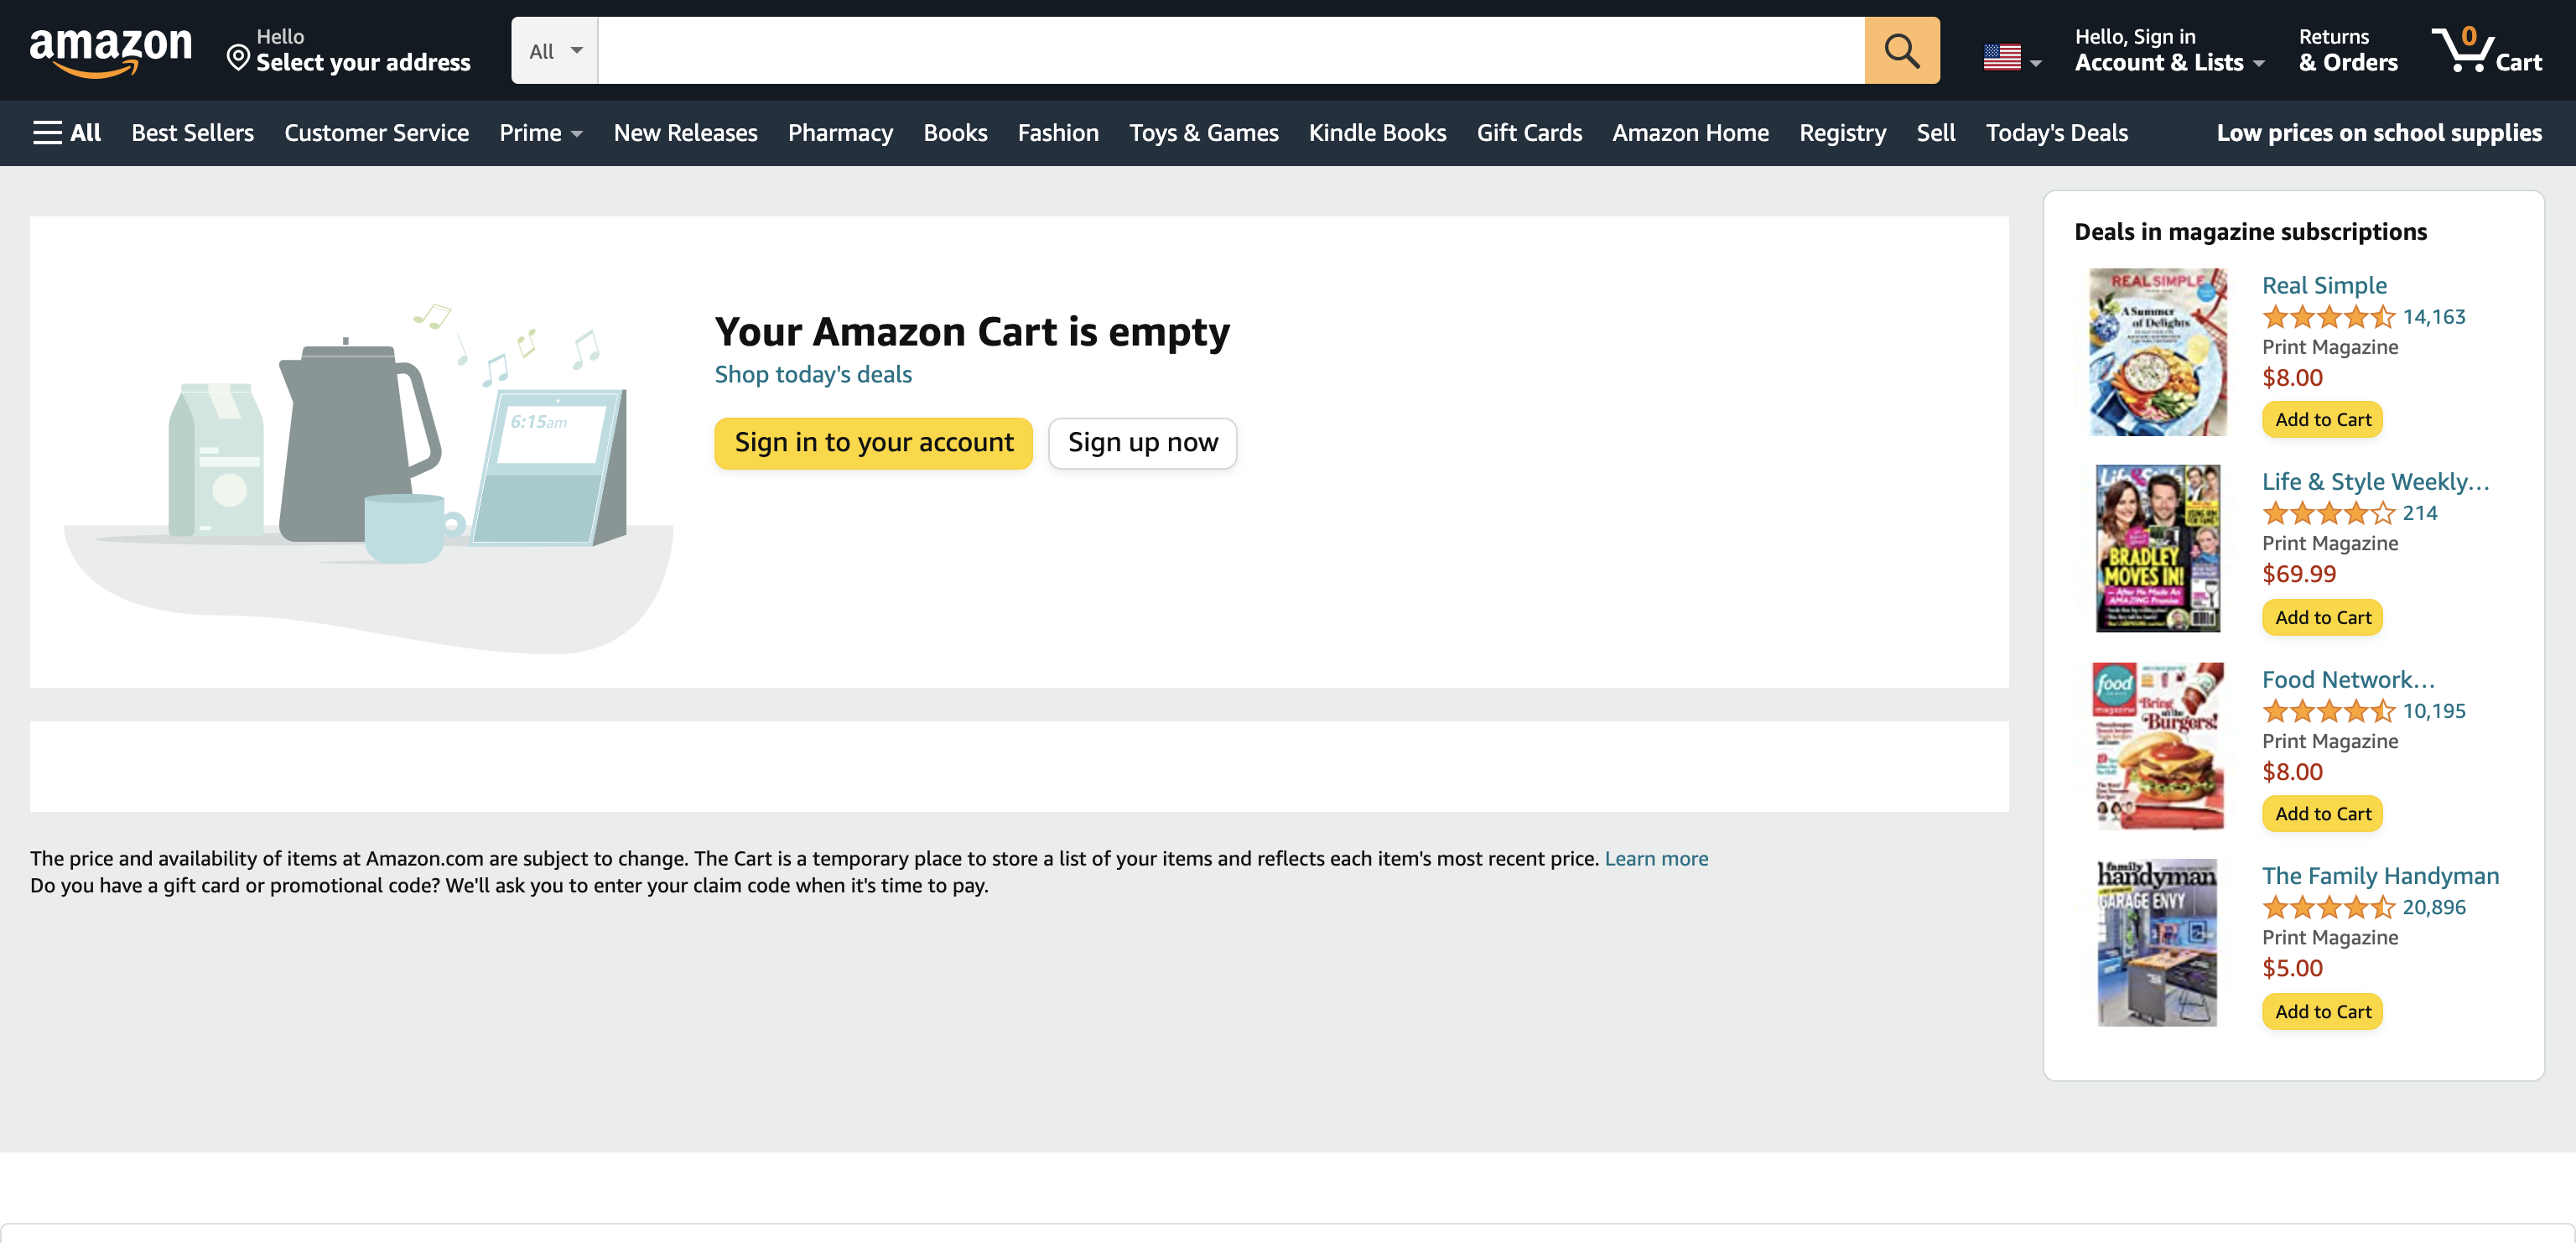 amazon
Hello
Select your address
All
Hello, Sign in
Account & Lists
Returns
& Orders
0
Cart
All
Best Sellers
Customer Service
Prime
New Releases
Pharmacy
Books
Fashion
Toys & Games
Kindle Books
Gift Cards
Amazon Home
Registry
Sell
Today's Deals
Low prices on school supplies
6:15am
Your Amazon Cart is empty
Shop today's deals
Sign in to your account
Sign up now
The price and availability of items at Amazon.com are subject to change. The Cart is a temporary place to store a list of your items and reflects each item's most recent price. Learn more
Do you have a gift card or promotional code? We'll ask you to enter your claim code when it's time to pay.
Deals in magazine subscriptions
REAL SIMPLE
A Summer
of Delights
Real Simple
14,163
Print Magazine
$8.00
Add to Cart
Life & Style
BRADLEY
MOVES IN!
Life & Style Weekly…
214
Print Magazine
$69.99
Add to Cart
food
magazine
Bring
on the
Burgers!
Food Network…
10,195
Print Magazine
$8.00
Add to Cart
family
handyman
GARAGE ENVY
The Family Handyman
20,896
Print Magazine
$5.00
Add to Cart